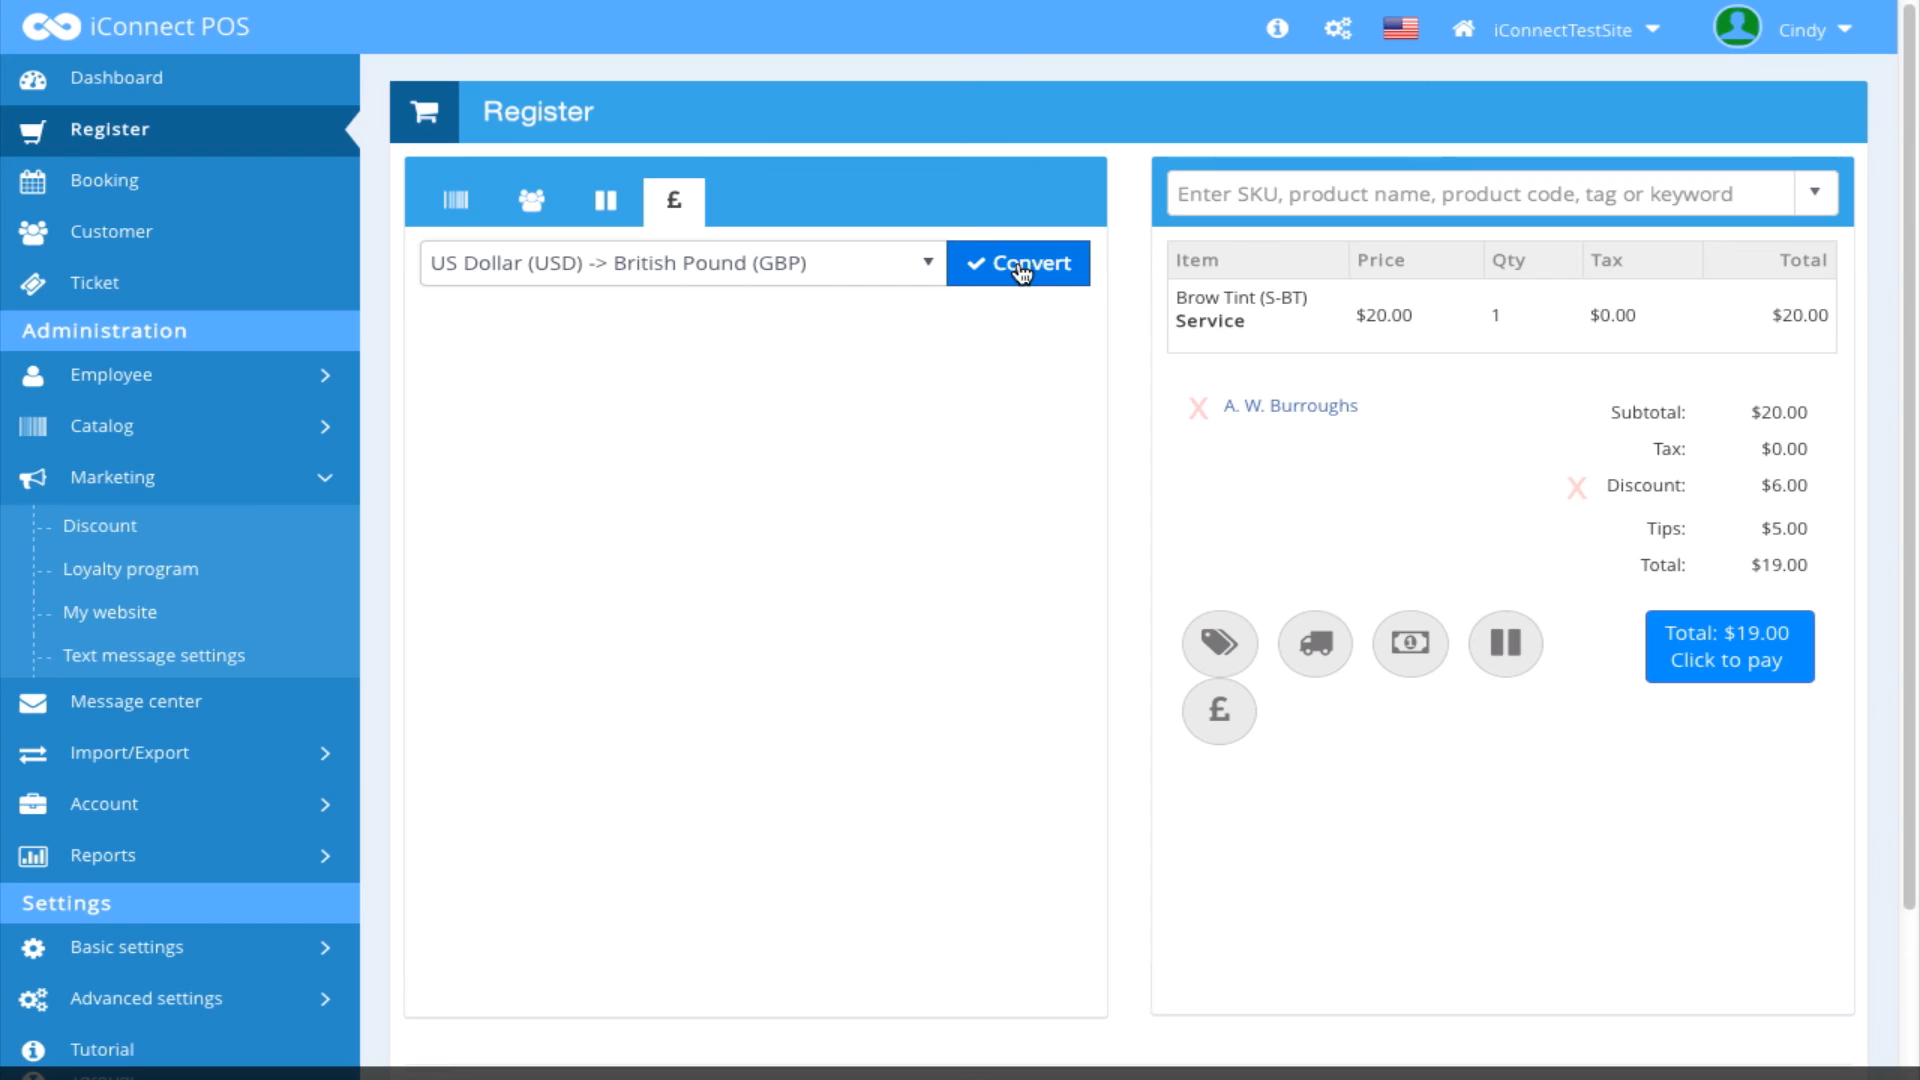 iConnect POS
iConnectTestSite
Cindy
Dashboard
Register
Booking
Customer
Ticket
Administration
Employee
Catalog
Marketing
Discount
Loyalty program
My website
Text message settings
Message center
Import/Export
Account
Reports
Settings
Basic settings
Advanced settings
Tutorial
Register
£
US Dollar (USD) -> British Pound (GBP)
Convert
Enter SKU, product name, product code, tag or keyword
Item Price Qty Tax Total
Brow Tint (S-BT)
Service
$20.00 1 $0.00 $20.00
X A. W. Burroughs
Subtotal: $20.00
Tax: $0.00
X Discount: $6.00
Tips: $5.00
Total: $19.00
Total: $19.00
Click to pay
£